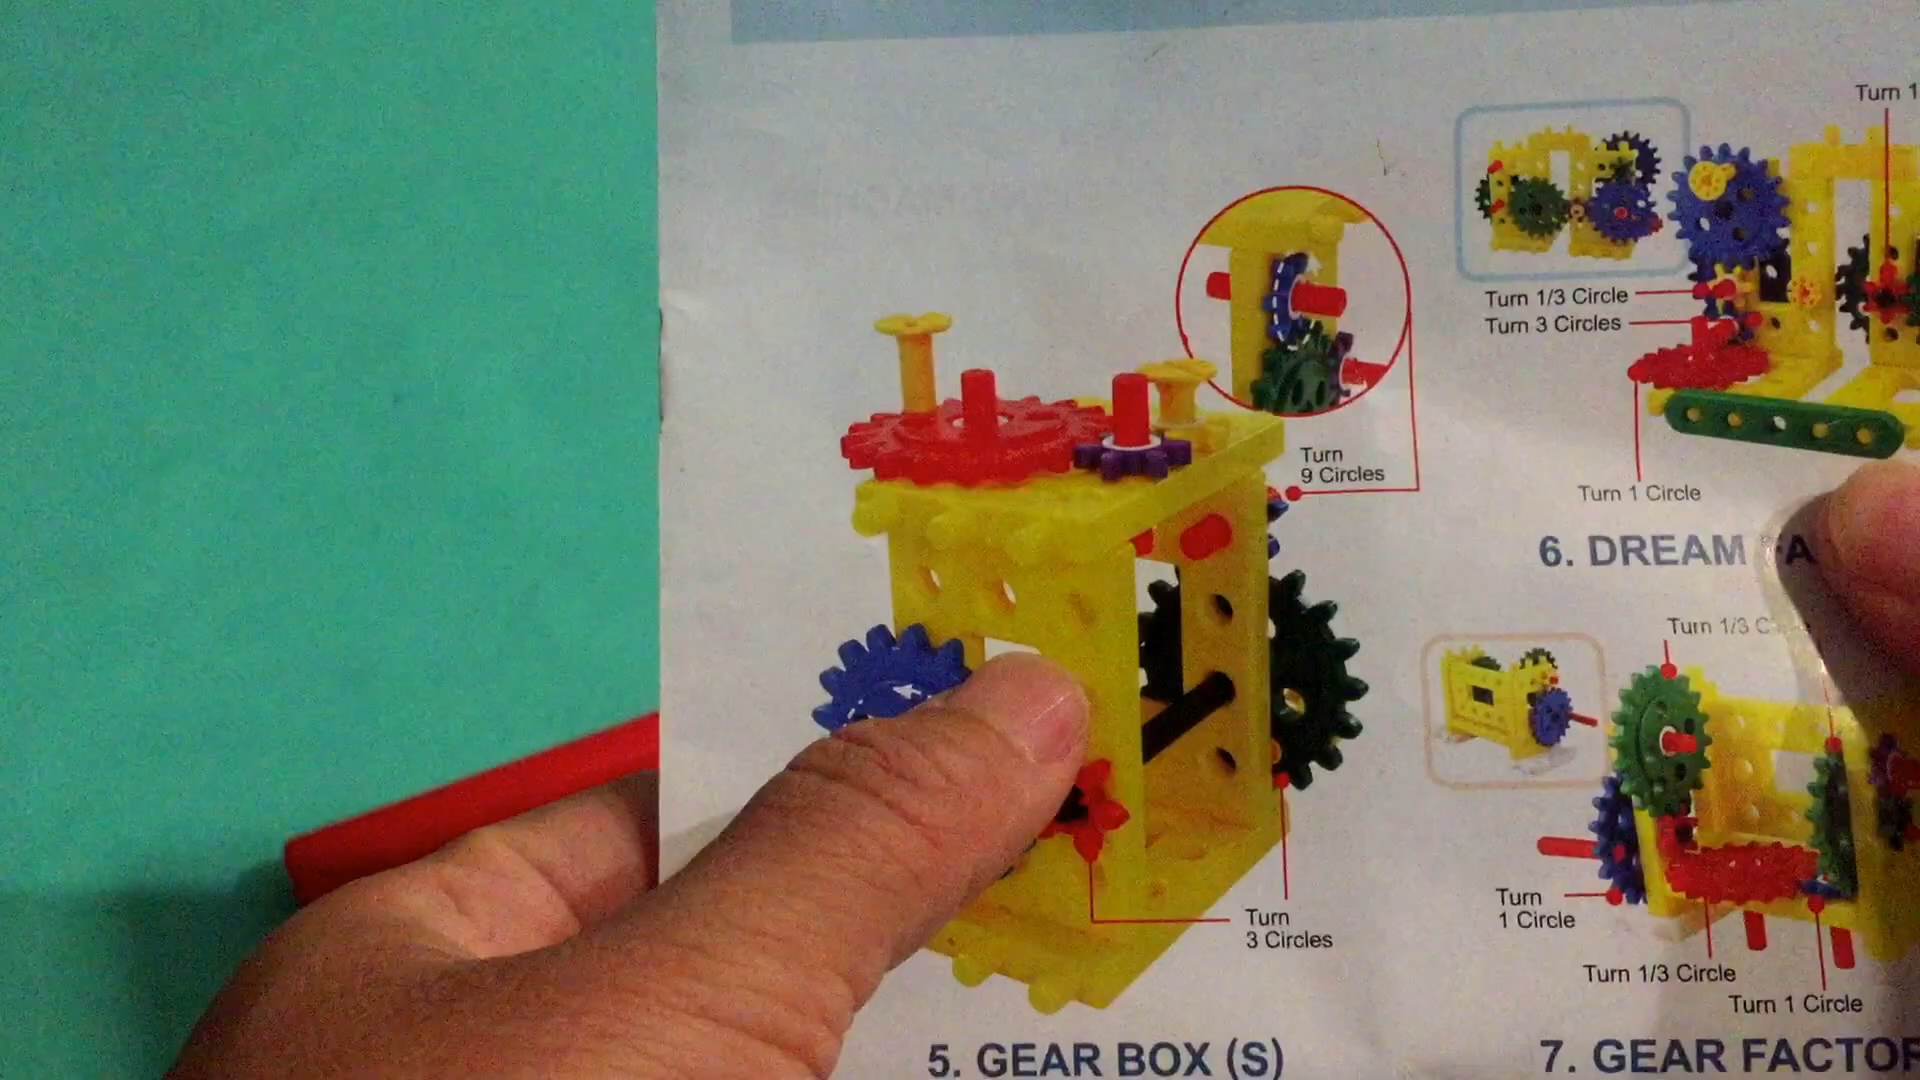 Turn 1
Turn 1/3 Circle
Turn 3 Circles
Turn
9 Circles
Turn 1 Circle
6. DREAM
Turn 1/3
Turn
1 Circle
Turn
3 Circles
Turn 1/3 Circle
Turn 1 Circle
5. GEAR BOX (S)
7. GEAR FACTOR